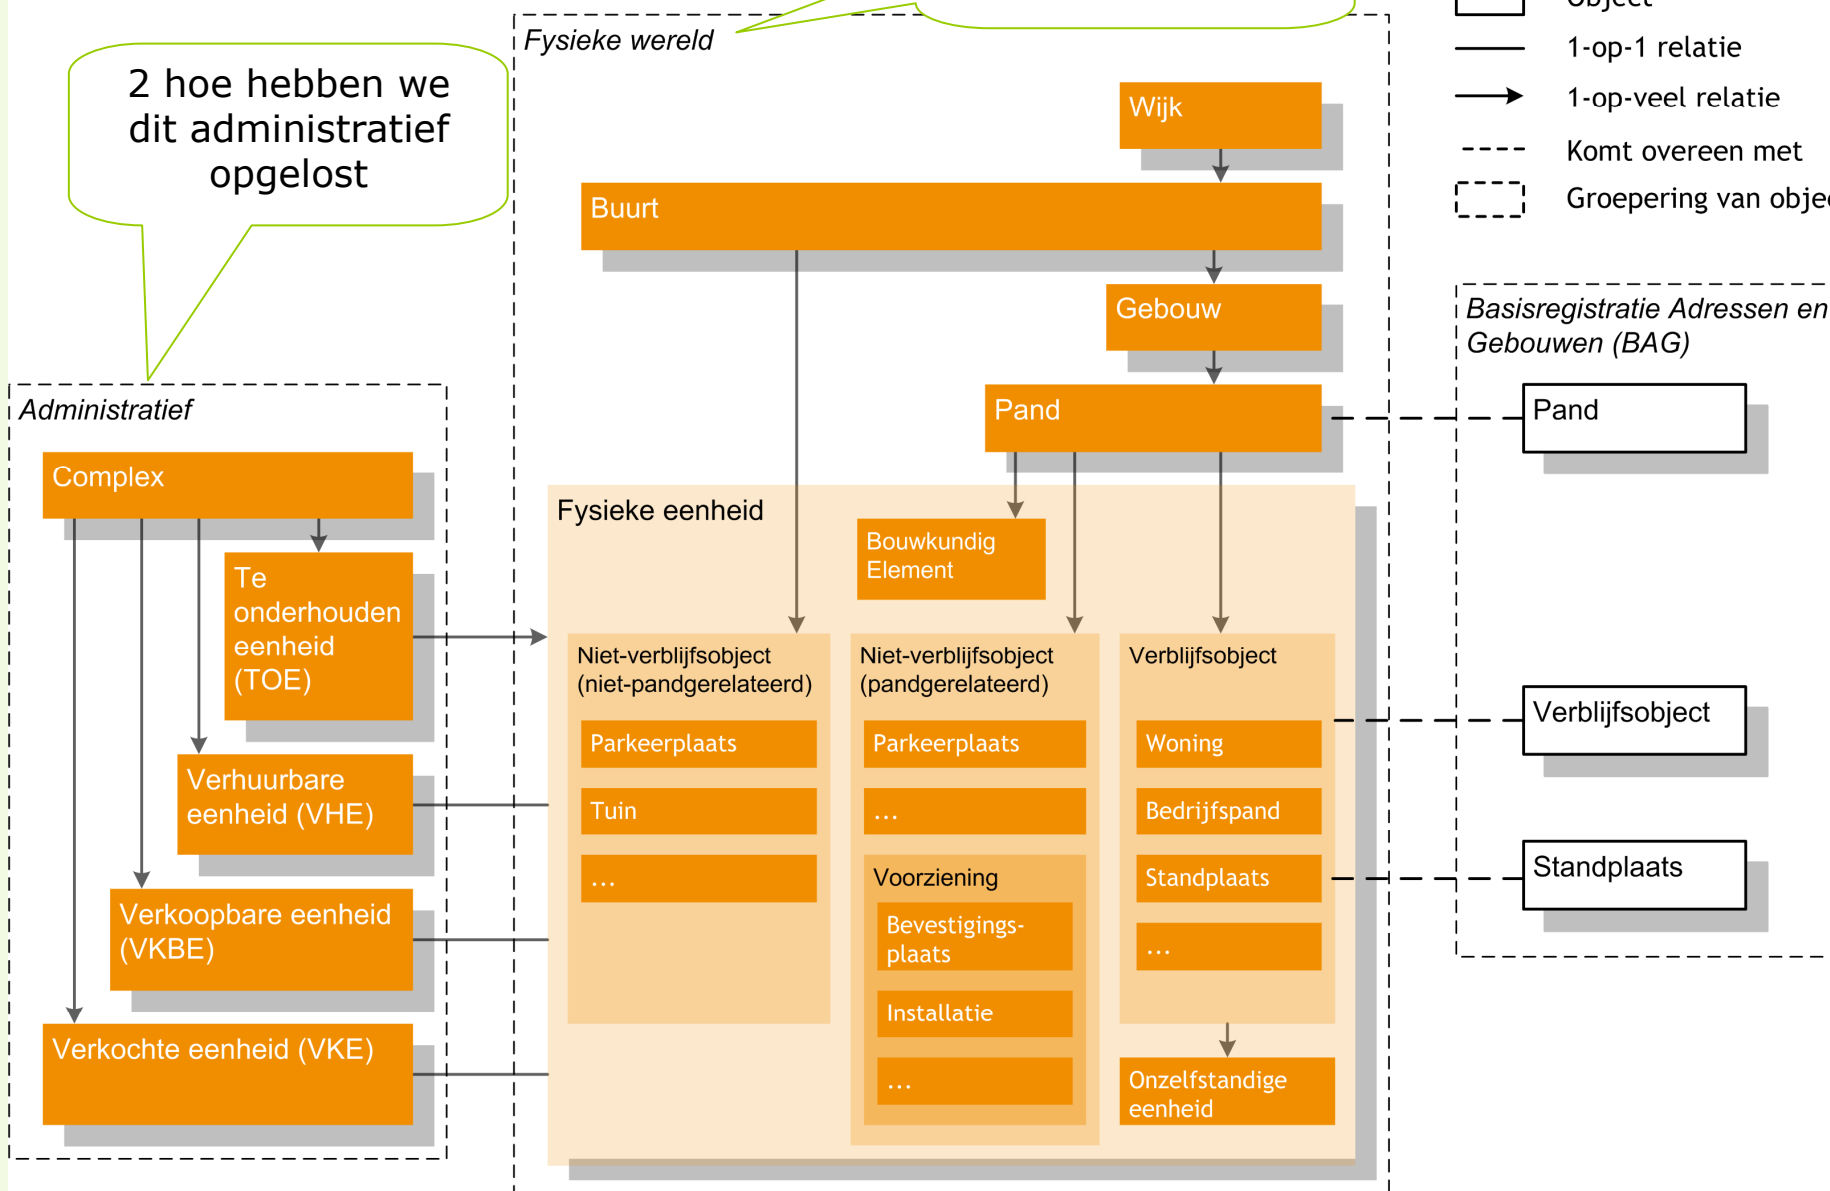 2 hoe hebben we
dit administratief
opgelost
Fysieke wereld
Wijk
Buurt
Gebouw
Pand
Fysieke eenheid
Bouwkundig
Element
Niet-verblijfsobject
(niet-pandgerelateerd)
Parkeerplaats
Tuin
...
Niet-verblijfsobject
(pandgerelateerd)
Parkeerplaats
...
Voorziening
Bevestigings-
plaats
Installatie
...
Verblijfsobject
Woning
Bedrijfspand
Standplaats
...
Onzelfstandige
eenheid
Administratief
Complex
Te
onderhouden
eenheid
(TOE)
Verhuurbare
eenheid (VHE)
Verkoopbare eenheid
(VKBE)
Verkochte eenheid (VKE)
Object
1-op-1 relatie
1-op-veel relatie
Komt overeen met
Groepering van
Basisregistratie Adressen en
Gebouwen (BAG)
Pand
Verblijfsobject
Standplaats